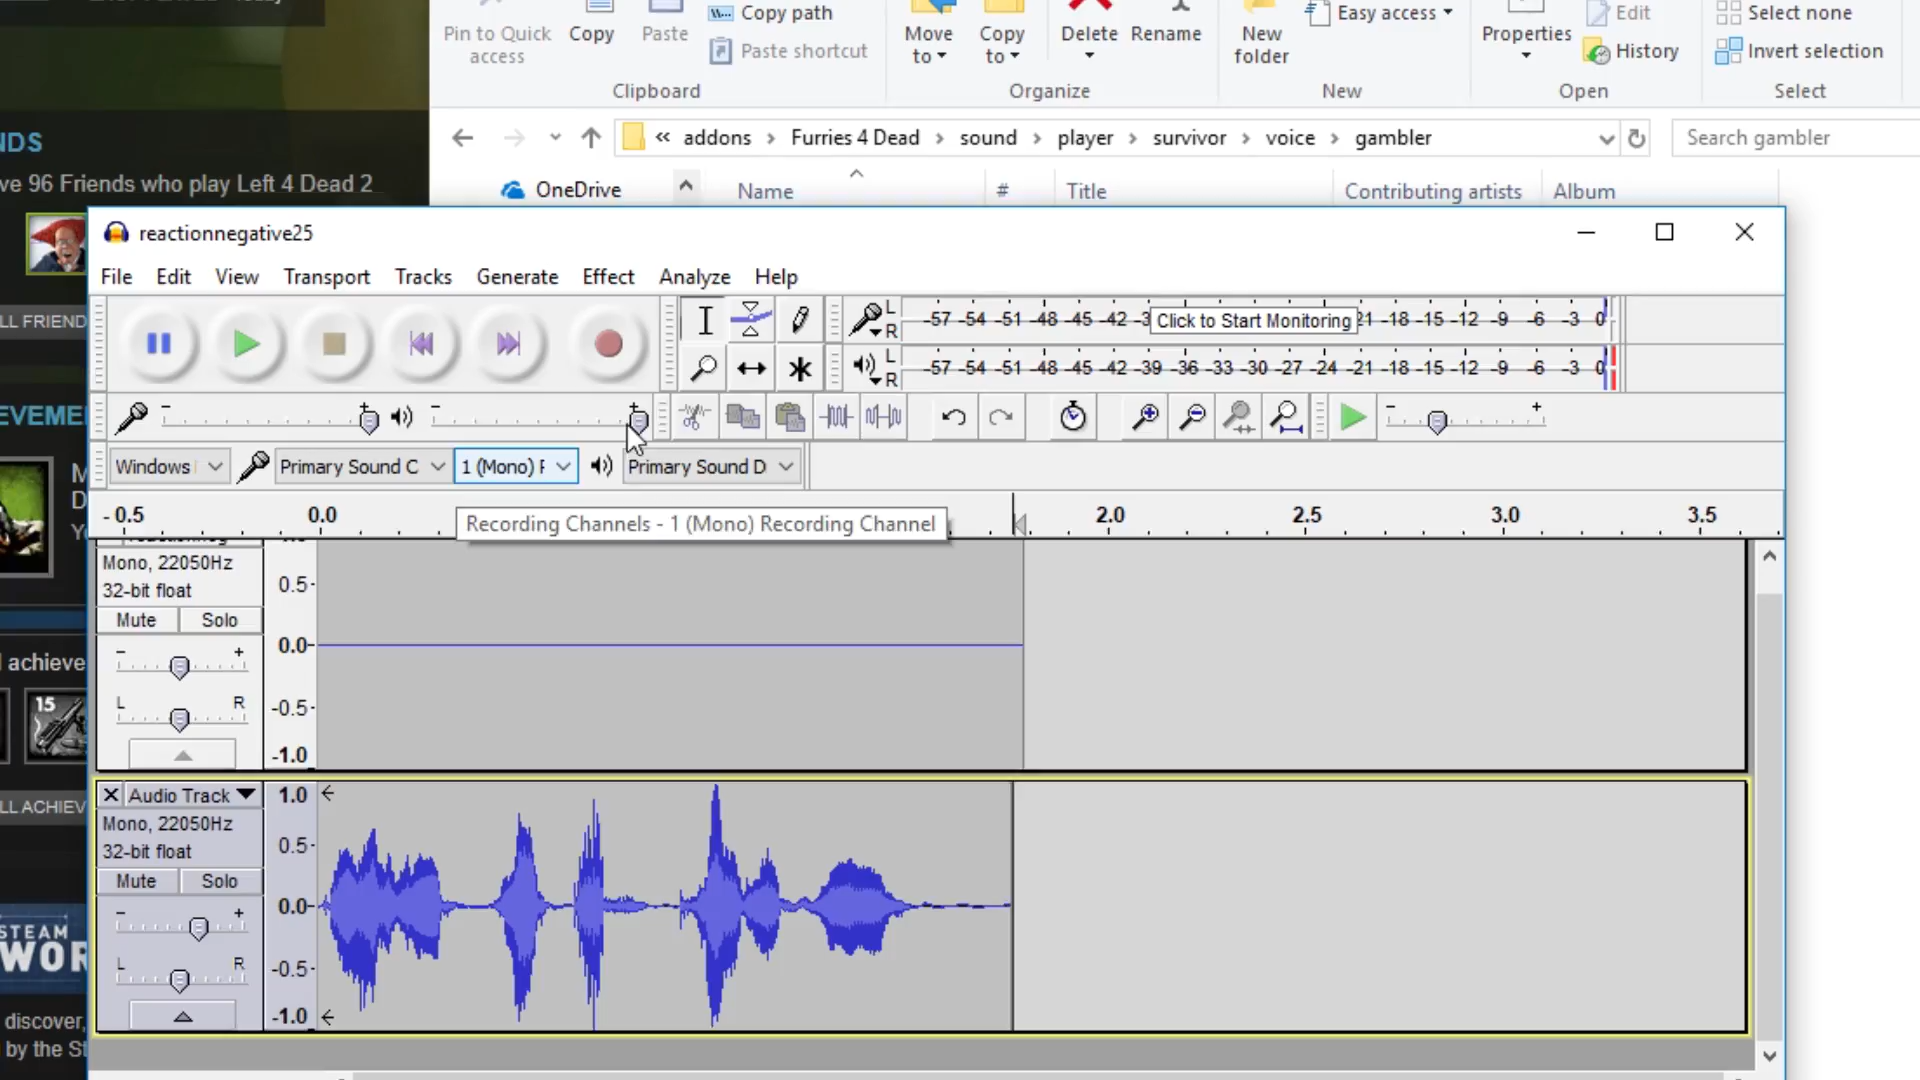 Pin to Quick access
Copy
Paste
Copy path
Paste shortcut
Clipboard
Move to
Copy to
Delete
Rename
Organize
New folder
New
Easy access
Properties
Edit
History
Open
Select none
Invert selection
Select
NDS
ve 96 Friends who play Left 4 Dead 2
« addons > Furries 4 Dead > sound > player > survivor > voice > gambler
Search gambler
OneDrive
Name
#
Title
Contributing artists
Album
reactionnegative25
File
Edit
View
Transport
Tracks
Generate
Effect
Analyze
Help
LL FRIEND
L
R
-57 -54 -51 -48 -45 -42 -3
Click to Start Monitoring
21 -18 -15 -12 -9 -6 -3 0
L
R
-57 -54 -51 -48 -45 -42 -39 -36 -33 -30 -27 -24 -21 -18 -15 -12 -9 -6 -3 0
EVEME
Windows
Primary Sound C
1 (Mono) F
Primary Sound D
-0.5
0.0
2.0
2.5
3.0
3.5
Recording Channels - 1 (Mono) Recording Channel
Mono, 22050Hz
32-bit float
Mute
Solo
L
R
0.5
0.0
-0.5
-1.0
l achieve
15
LL ACHIEV
Audio Track
Mono, 22050Hz
32-bit float
Mute
Solo
L
R
1.0
0.5
0.0
-0.5
-1.0
STEAM
WOR
discover,
by the St